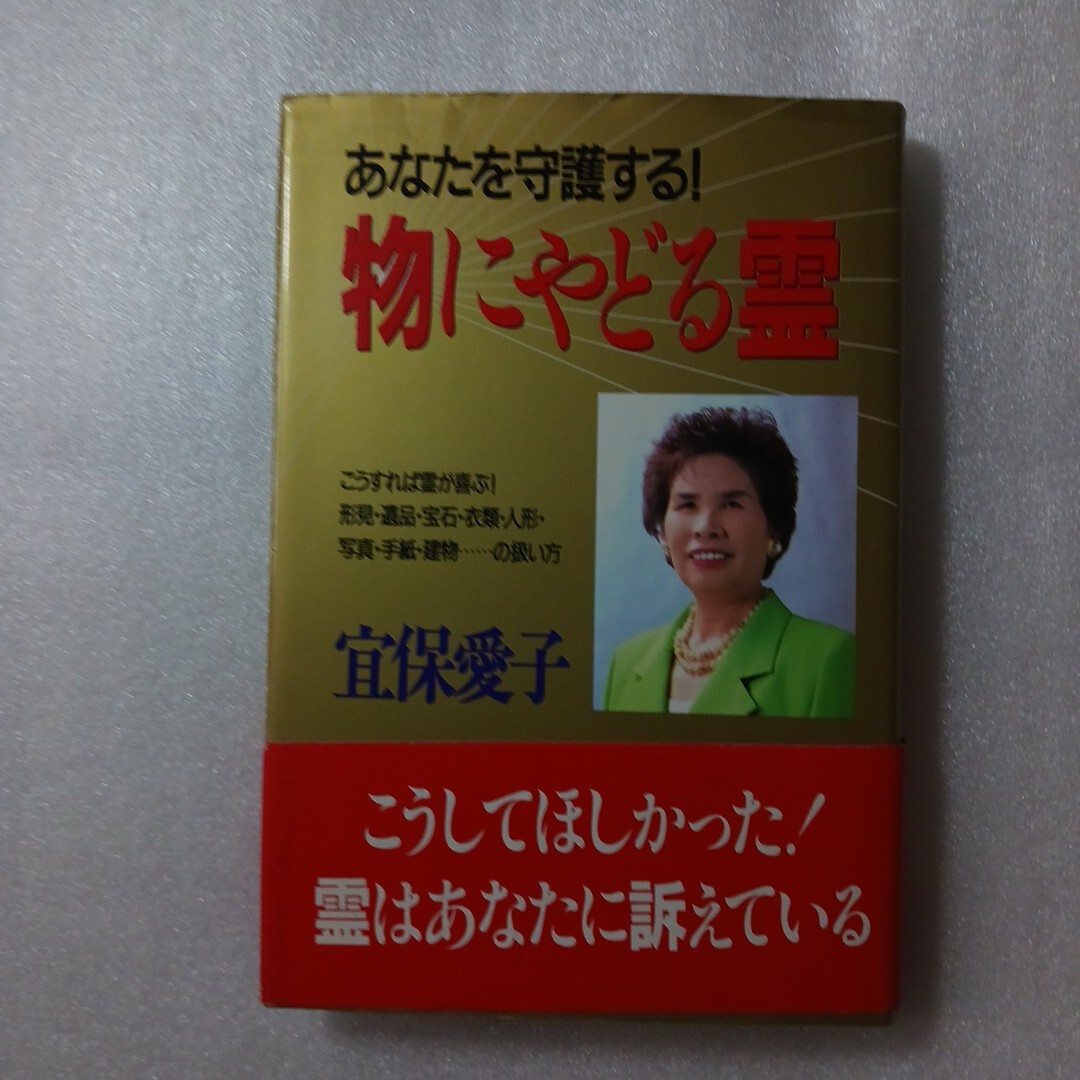 あなたを守護する!
物にやどる霊
こうすれば霊が喜ぶ!
形見・遺品・宝石・衣類・人形・
写真・手紙・建物……の扱い方
宜保愛子
こうしてほしかった!
霊はあなたに訴えている